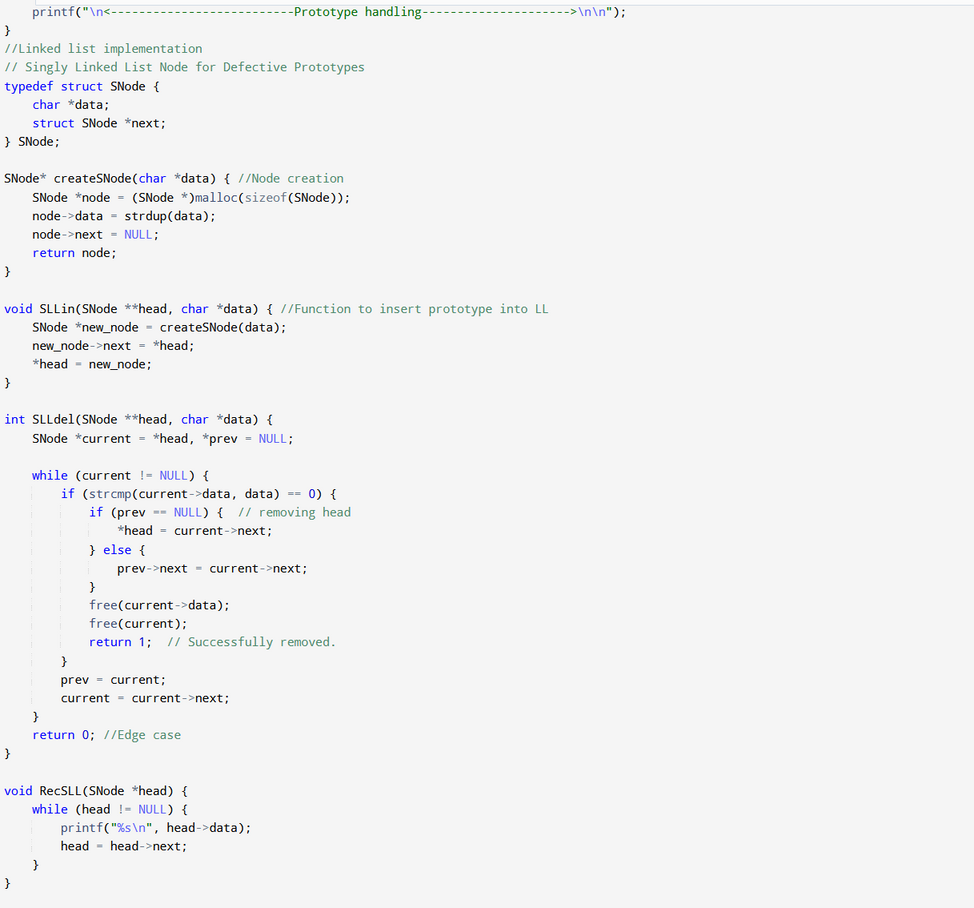 printf("\n<--------------------------Prototype handling--------------------->\n\n");
}
//Linked list implementation
// Singly Linked List Node for Defective Prototypes
typedef struct SNode {
    char *data;
    struct SNode *next;
} SNode;

SNode* createSNode(char *data) { //Node creation
    SNode *node = (SNode *)malloc(sizeof(SNode));
    node->data = strdup(data);
    node->next = NULL;
    return node;
}

void SLLin(SNode **head, char *data) { //Function to insert prototype into LL
    SNode *new_node = createSNode(data);
    new_node->next = *head;
    *head = new_node;
}

int SLLdel(SNode **head, char *data) {
    SNode *current = *head, *prev = NULL;

    while (current != NULL) {
        if (strcmp(current->data, data) == 0) {
            if (prev == NULL) {  // removing head
                *head = current->next;
            } else {
                prev->next = current->next;
            }
            free(current->data);
            free(current);
            return 1;  // Successfully removed.
        }
        prev = current;
        current = current->next;
    }
    return 0; //Edge case
}

void RecSLL(SNode *head) {
    while (head != NULL) {
        printf("%s\n", head->data);
        head = head->next;
    }
}